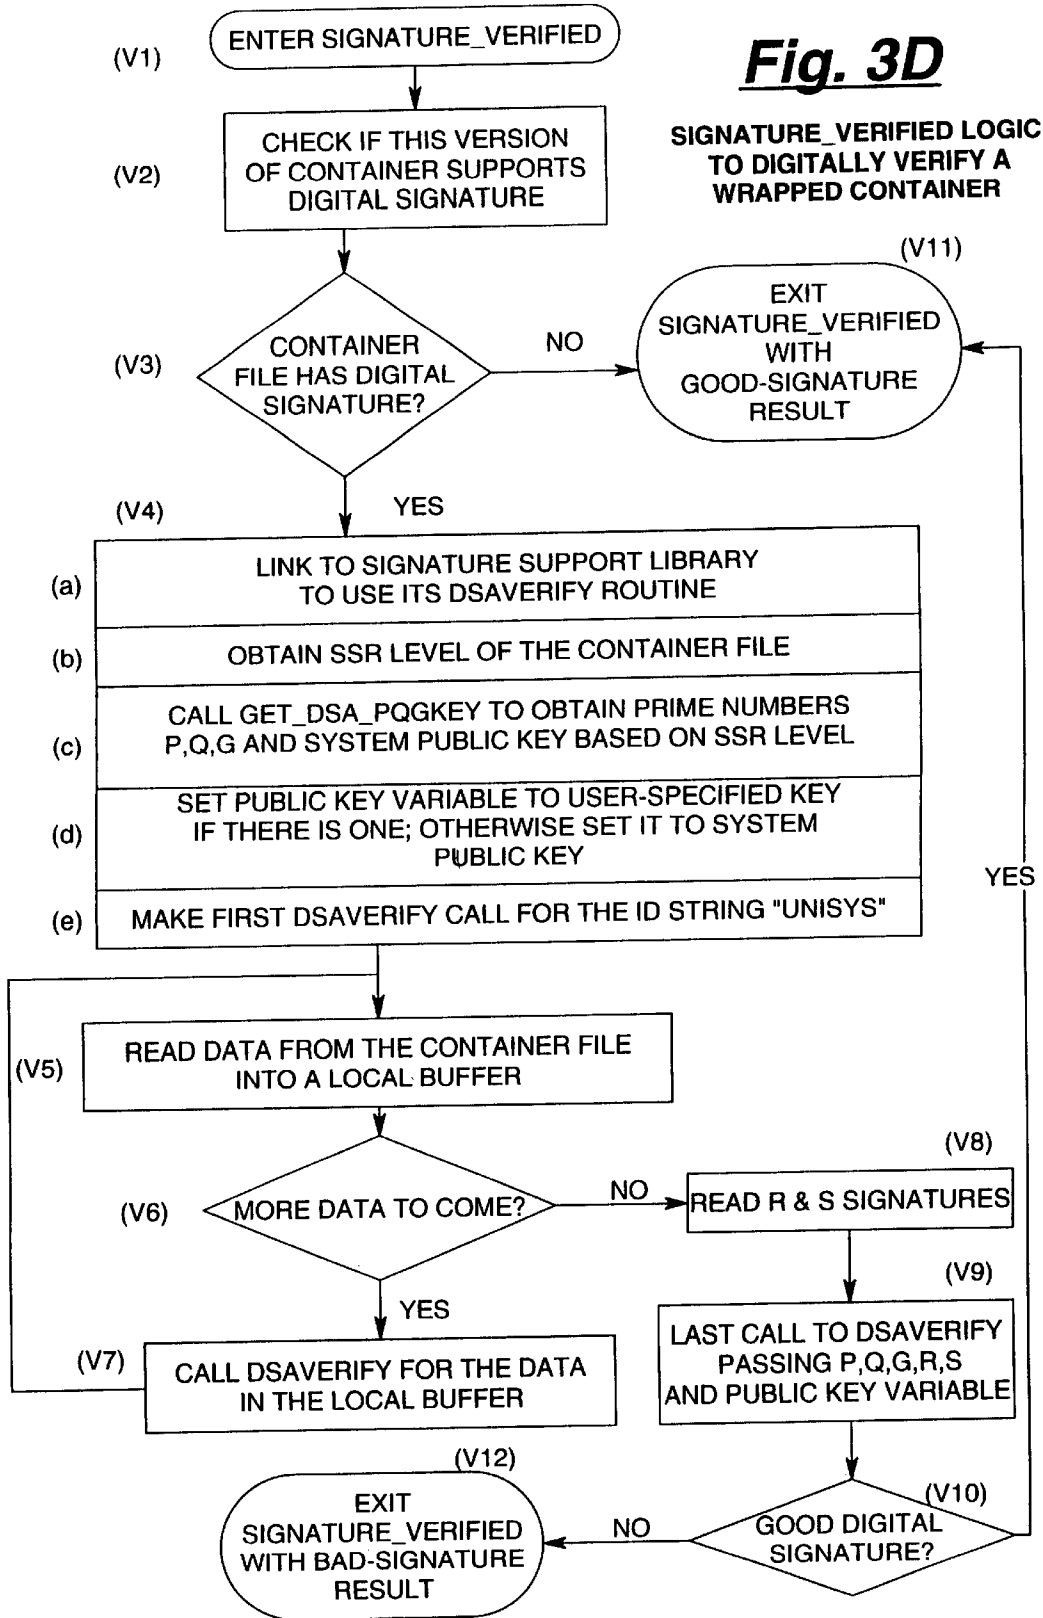 ENTER SIGNATURE_VERIFIED
(V1)
Fig. 3D
SIGNATURE_VERIFIED LOGIC
TO DIGITALLY VERIFY A
WRAPPED CONTAINER
(V2)
CHECK IF THIS VERSION
OF CONTAINER SUPPORTS
DIGITAL SIGNATURE
(V11)
EXIT
SIGNATURE_VERIFIED
WITH
GOOD-SIGNATURE
RESULT
(V3)
CONTAINER
FILE HAS DIGITAL
SIGNATURE?
NO
YES
(V4)
(a)
LINK TO SIGNATURE SUPPORT LIBRARY
TO USE ITS DSAVERIFY ROUTINE
(b)
OBTAIN SSR LEVEL OF THE CONTAINER FILE
(c)
CALL GET_DSA_PQGKEY TO OBTAIN PRIME NUMBERS
P,Q,G AND SYSTEM PUBLIC KEY BASED ON SSR LEVEL
(d)
SET PUBLIC KEY VARIABLE TO USER-SPECIFIED KEY
IF THERE IS ONE; OTHERWISE SET IT TO SYSTEM
PUBLIC KEY
(e)
MAKE FIRST DSAVERIFY CALL FOR THE ID STRING "UNISYS"
YES
(V5)
READ DATA FROM THE CONTAINER FILE
INTO A LOCAL BUFFER
(V6)
MORE DATA TO COME?
NO
(V8)
READ R & S SIGNATURES
YES
(V7)
CALL DSAVERIFY FOR THE DATA
IN THE LOCAL BUFFER
(V9)
LAST CALL TO DSAVERIFY
PASSING P,Q,G,R,S
AND PUBLIC KEY VARIABLE
(V10)
GOOD DIGITAL
SIGNATURE?
NO
(V12)
EXIT
SIGNATURE_VERIFIED
WITH BAD-SIGNATURE
RESULT